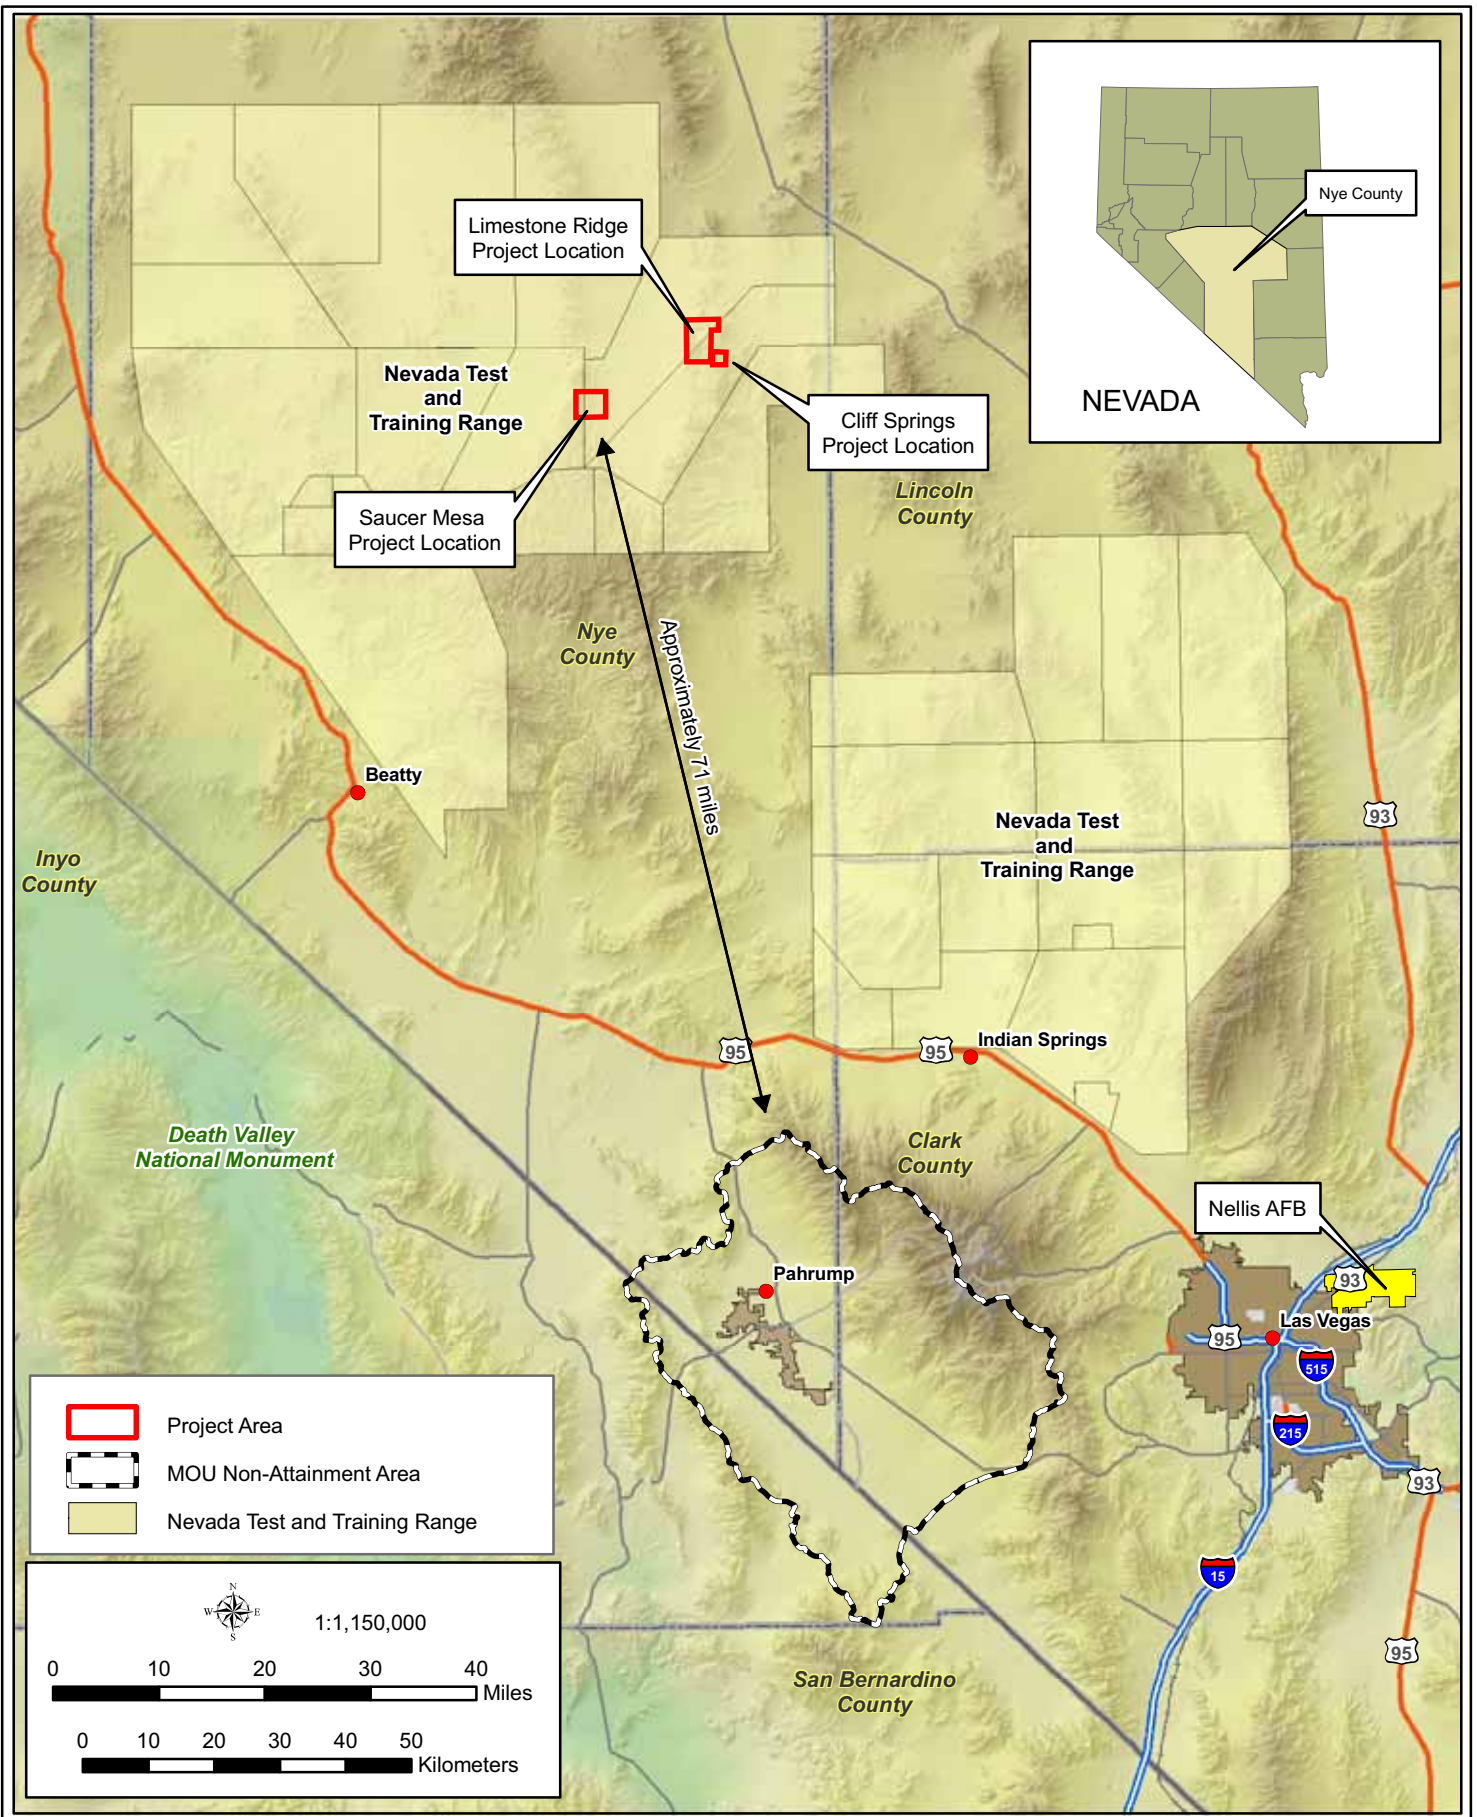 Nye County
NEVADA
Limestone Ridge
Project Location
Nevada Test
and
Training Range
Cliff Springs
Project Location
Saucer Mesa
Project Location
Lincoln
County
Nye
County
Approximately 71 miles
Beatty
93
Nevada Test
and
Training Range
Inyo
County
95
95
Indian Springs
Death Valley
National Monument
Clark
County
Nellis AFB
Pahrump
93
Las Vegas
95
515
215
93
15
95
San Bernardino
County
Project Area
MOU Non-Attainment Area
Nevada Test and Training Range
N
W
E
S
1:1,150,000
0 10 20 30 40
Miles
0 10 20 30 40 50
Kilometers